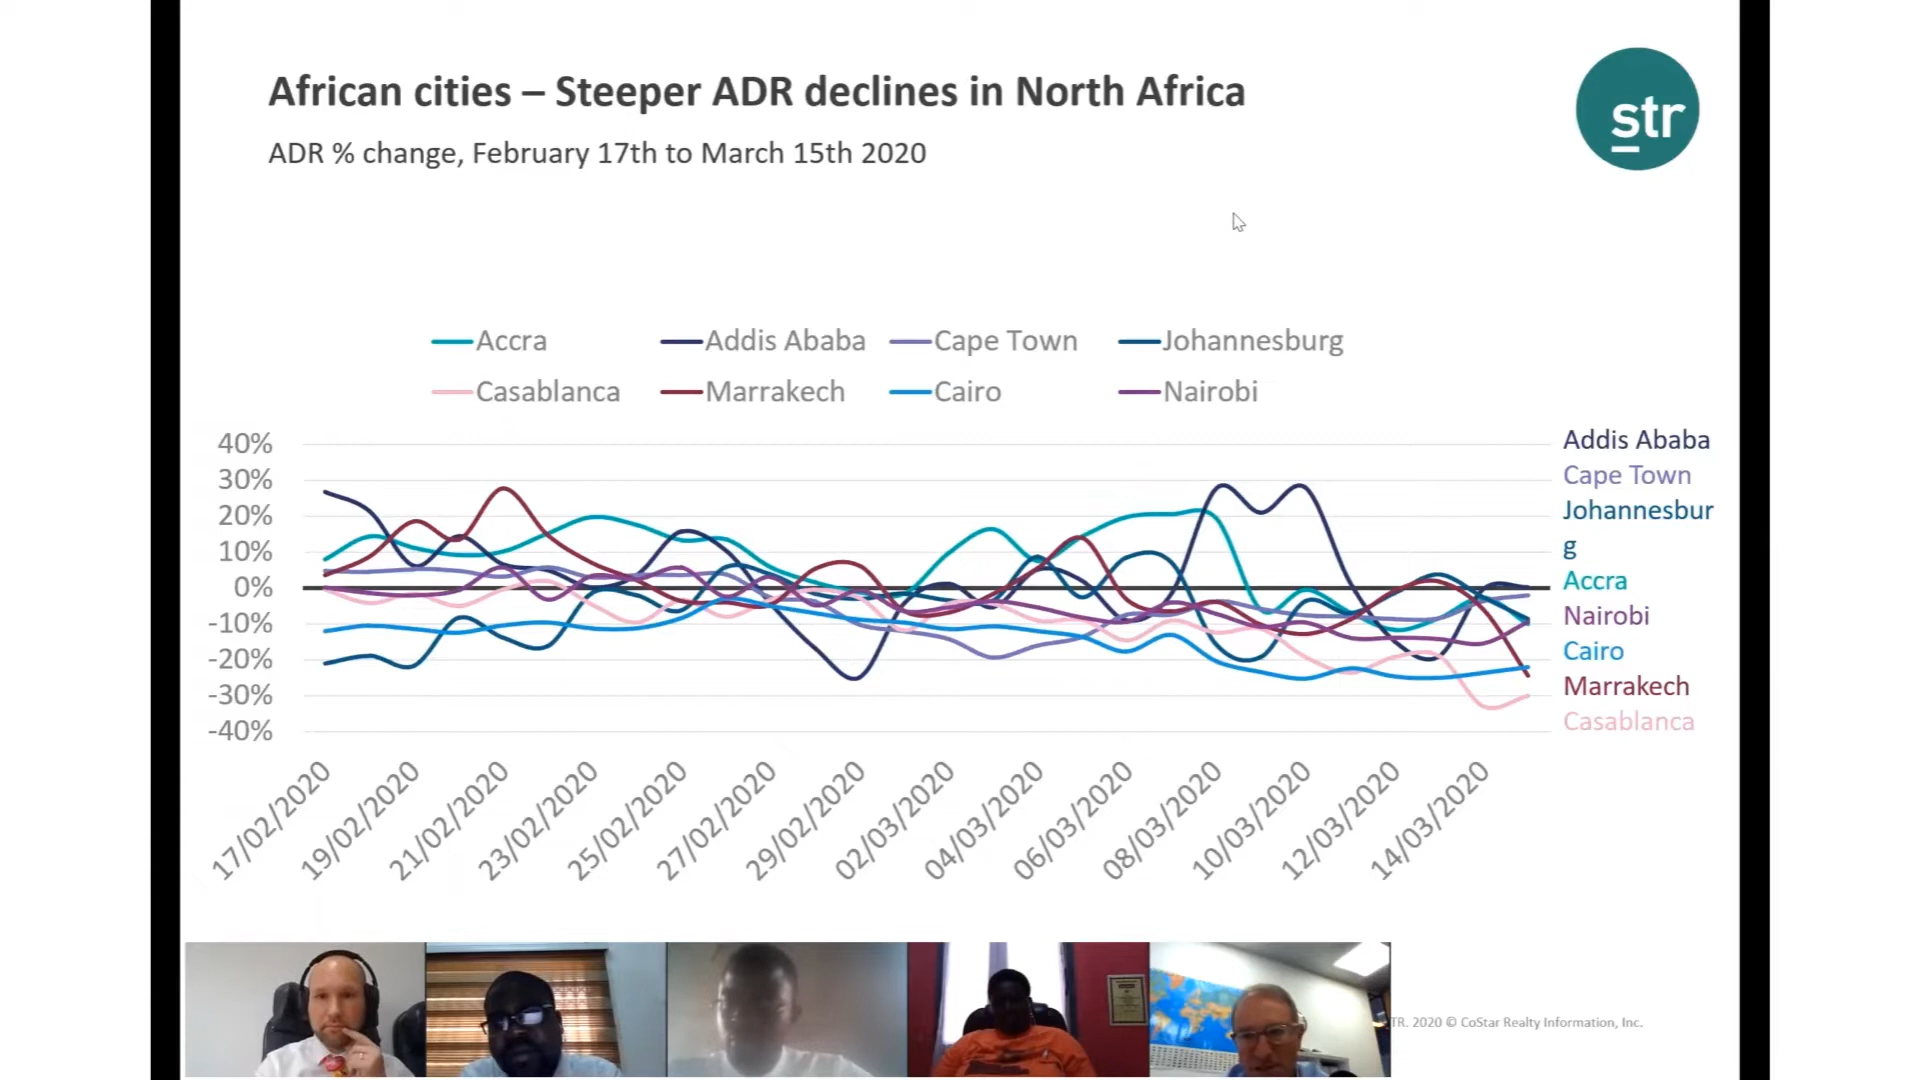 African cities – Steeper ADR declines in North Africa
ADR % change, February 17th to March 15th 2020
str
Accra
Addis Ababa
Cape Town
Johannesburg
Casablanca
Marrakech
Cairo
Nairobi
40%
30%
20%
10%
0%
-10%
-20%
-30%
-40%
Addis Ababa
Cape Town
Johannesbur
g
Accra
Nairobi
Cairo
Marrakech
Casablanca
17/02/2020
19/02/2020
21/02/2020
23/02/2020
25/02/2020
27/02/2020
29/02/2020
02/03/2020
04/03/2020
06/03/2020
08/03/2020
10/03/2020
12/03/2020
14/03/2020
TR. 2020 © CoStar Realty Information, Inc.